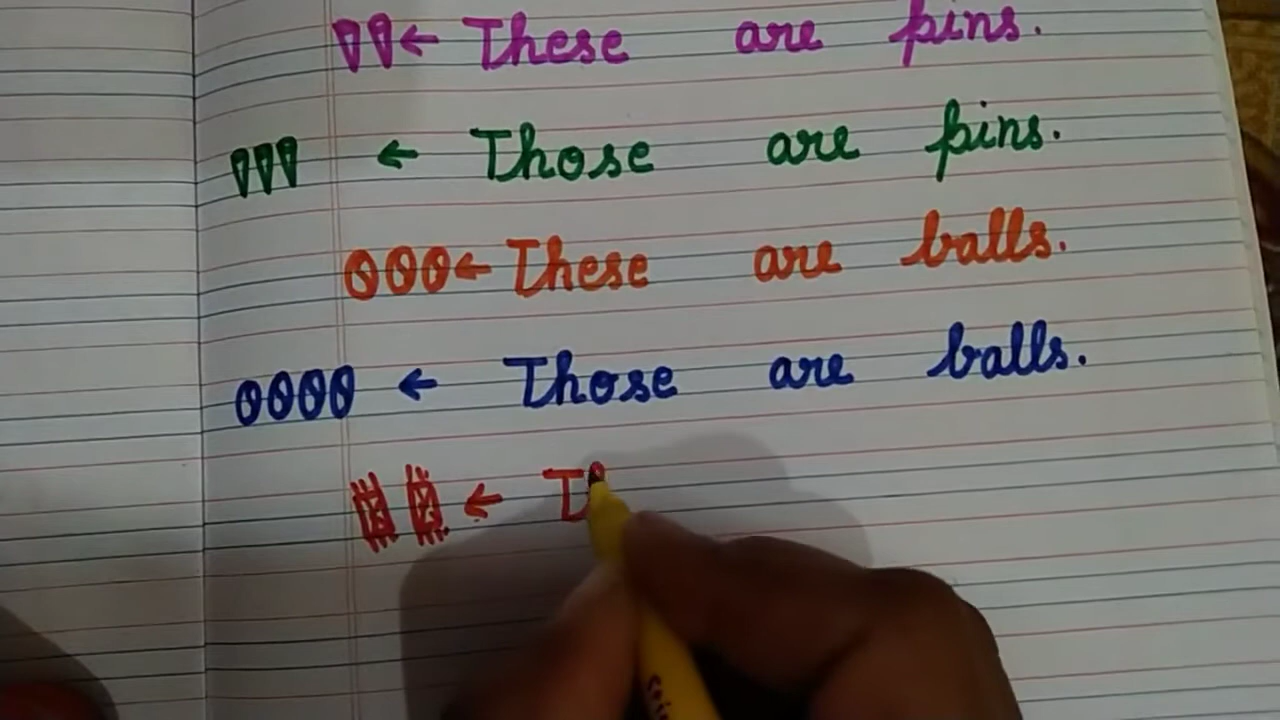 ← These are pins.
← Those are pins.
← These are balls.
← Those are balls.
← T